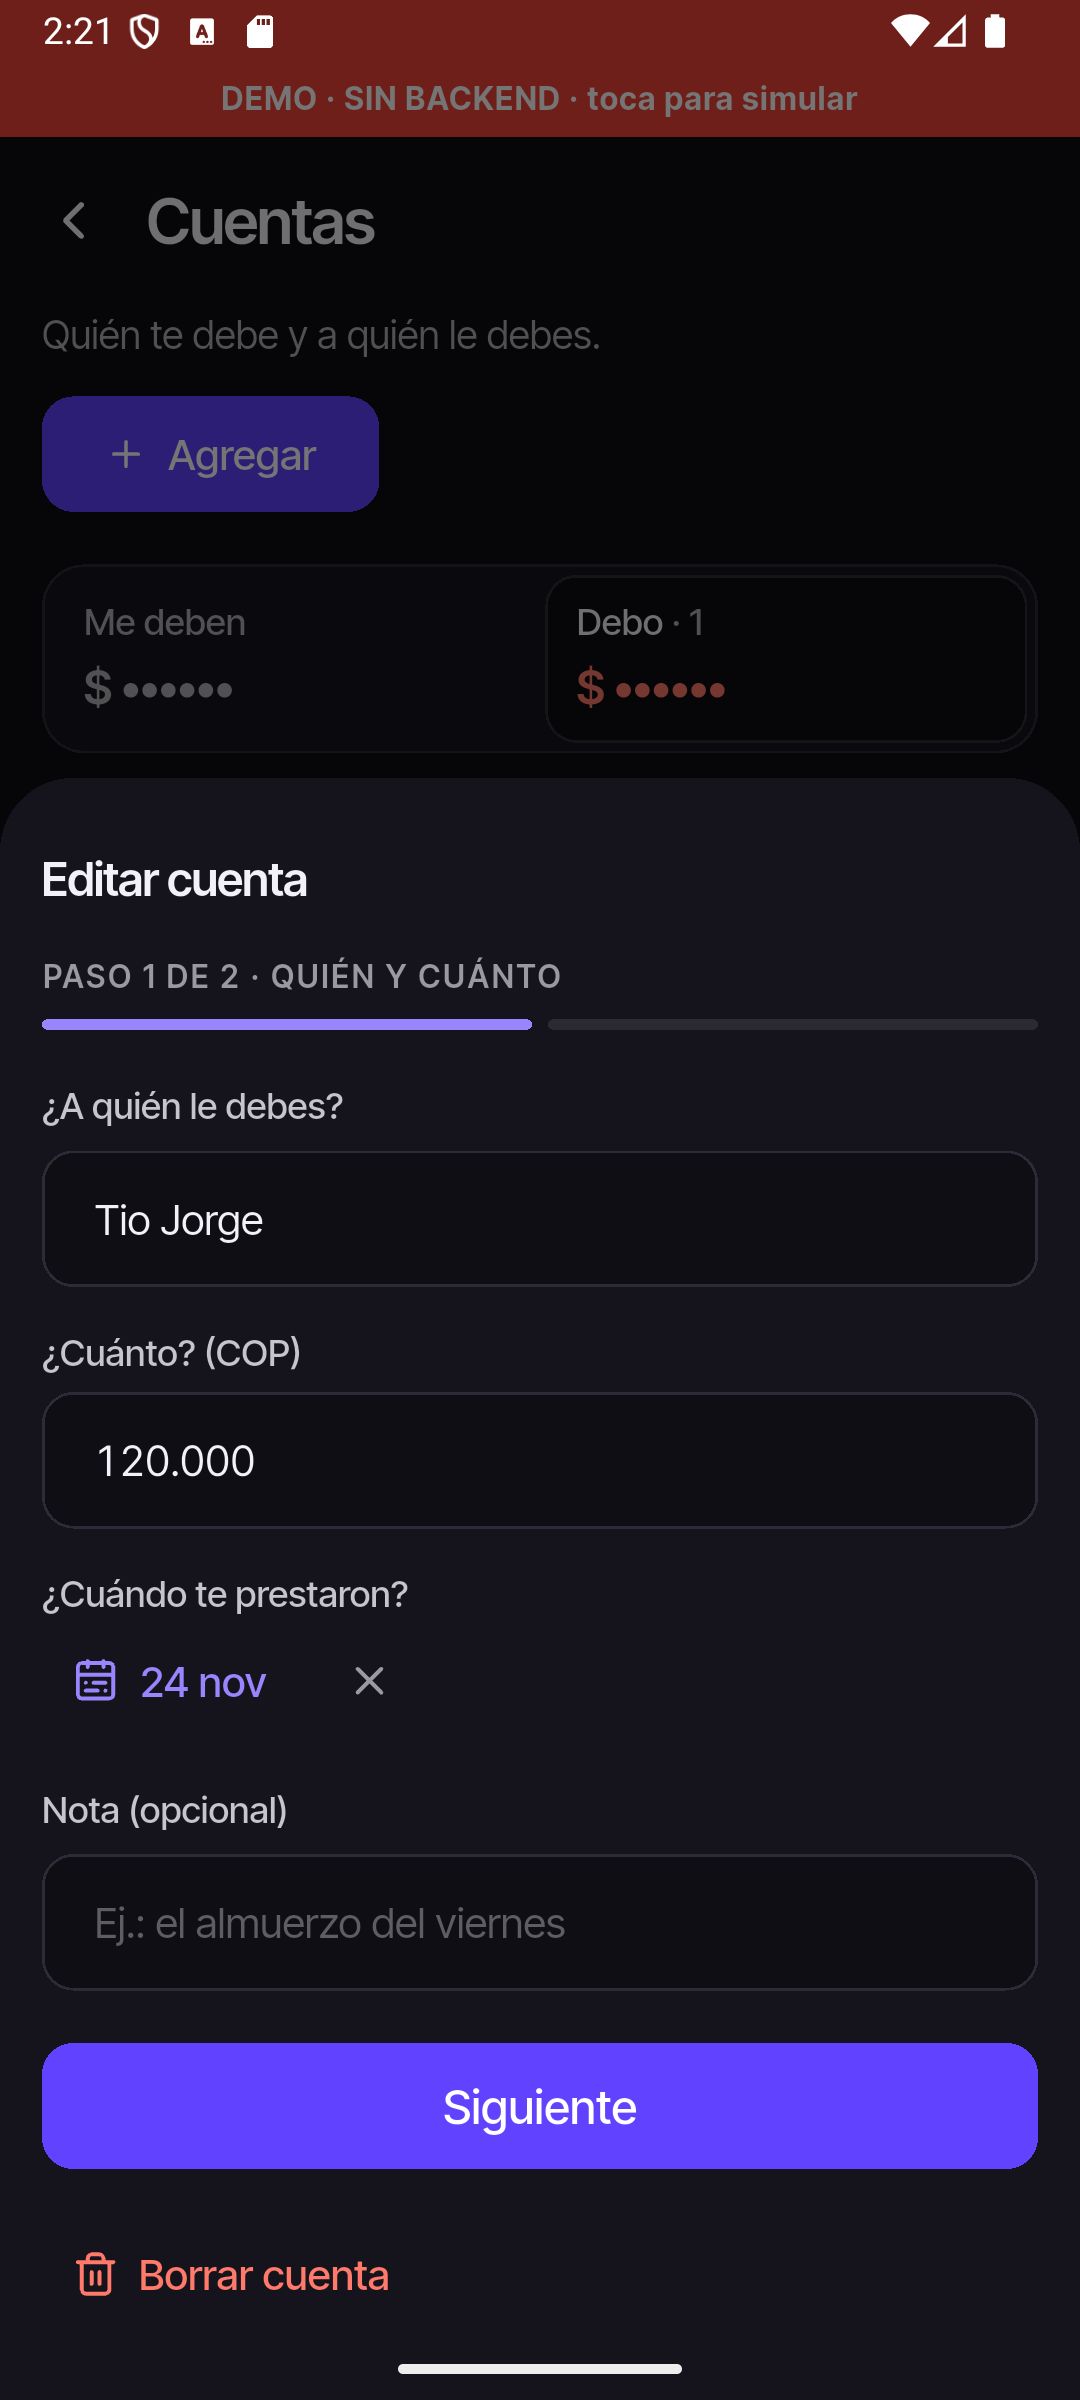 2:21
DEMO · SIN BACKEND · toca para simular
Cuentas
Quién te debe y a quién le debes.
+ Agregar
Me deben
$ ••••••
Debo · 1
$ ••••••
Editar cuenta
PASO 1 DE 2 · QUIÉN Y CUÁNTO
¿A quién le debes?
Tio Jorge
¿Cuánto? (COP)
120.000
¿Cuándo te prestaron?
24 nov
Nota (opcional)
Ej.: el almuerzo del viernes
Siguiente
Borrar cuenta